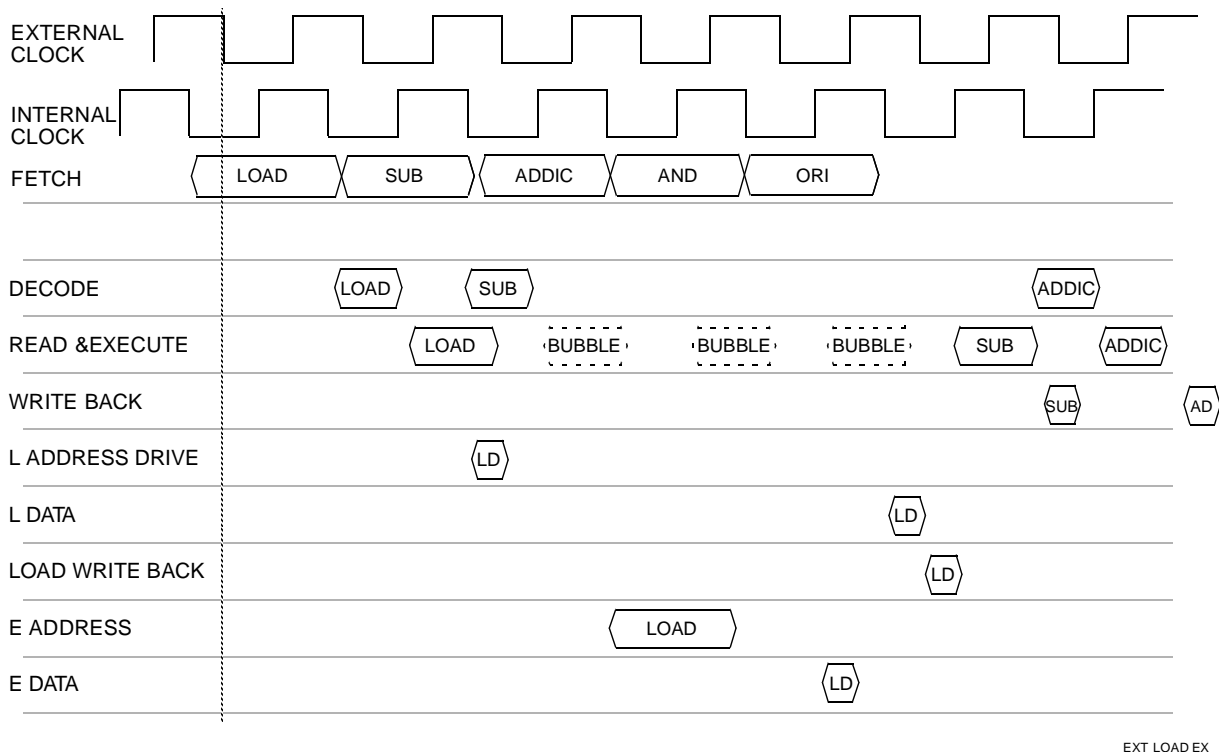 EXTERNAL
CLOCK
INTERNAL
CLOCK
FETCH LOAD SUB ADDIC AND ORI
DECODE LOAD SUB ADDIC
READ &EXECUTE LOAD BUBBLE BUBBLE BUBBLE SUB ADDIC
WRITE BACK SUB AD
L ADDRESS DRIVE LD
L DATA LD
LOAD WRITE BACK LD
E ADDRESS LOAD
E DATA LD
EXT LOAD EX